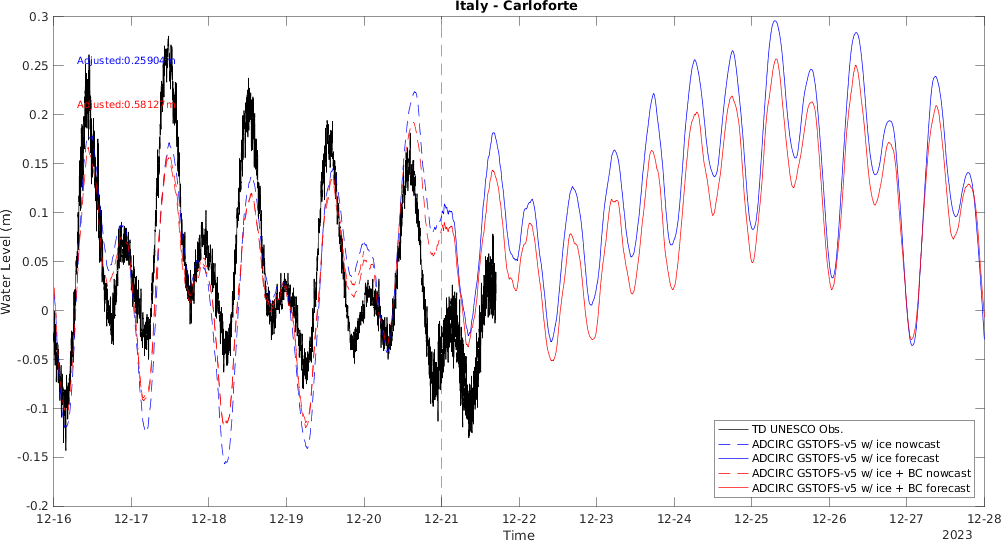 Italy - Carloforte
0.3
0.25
0.2
0.15
0.1
0.05
0
-0.05
-0.1
-0.15
-0.2
Water Level (m)
Adjusted:0.25904m
Adjusted:0.58127m
TD UNESCO Obs.
ADCIRC GSTOFS-v5 w/ ice nowcast
ADCIRC GSTOFS-v5 w/ ice forecast
ADCIRC GSTOFS-v5 w/ ice + BC nowcast
ADCIRC GSTOFS-v5 w/ ice + BC forecast
12-16 12-17 12-18 12-19 12-20 12-21 12-22 12-23 12-24 12-25 12-26 12-27 12-28
Time
2023